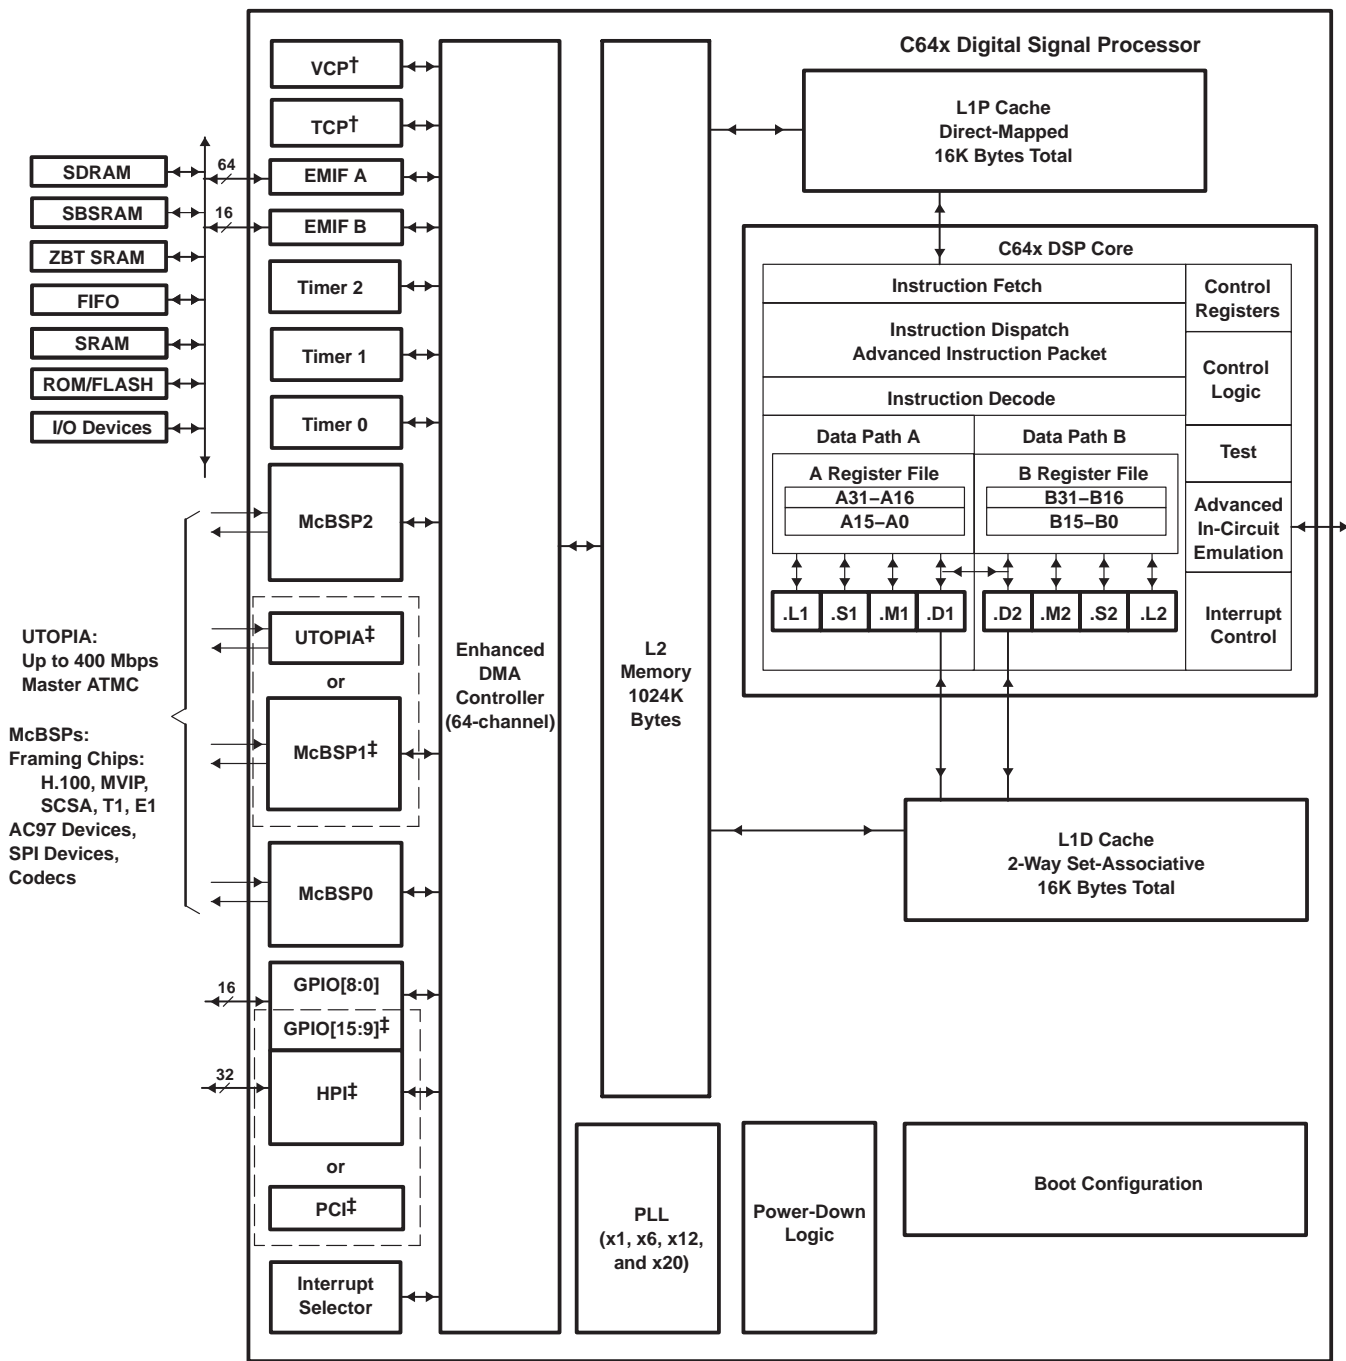 C64x Digital Signal Processor
VCP†
TCP†
EMIF A
EMIF B
Timer 2
Timer 1
Timer 0
McBSP2
UTOPIA‡
or
McBSP1‡
McBSP0
GPIO[8:0]
GPIO[15:9]‡
HPI‡
or
PCI‡
Interrupt
Selector
64
16
16
32
SDRAM
SBSRAM
ZBT SRAM
FIFO
SRAM
ROM/FLASH
I/O Devices
UTOPIA:
Up to 400 Mbps
Master ATMC
McBSPs:
Framing Chips:
H.100, MVIP,
SCSA, T1, E1
AC97 Devices,
SPI Devices,
Codecs
Enhanced
DMA
Controller
(64-channel)
L2
Memory
1024K
Bytes
L1P Cache
Direct-Mapped
16K Bytes Total
C64x DSP Core
Instruction Fetch
Instruction Dispatch
Advanced Instruction Packet
Instruction Decode
Data Path A
Data Path B
A Register File
A31–A16
A15–A0
B Register File
B31–B16
B15–B0
.L1
.S1
.M1
.D1
.D2
.M2
.S2
.L2
Control
Registers
Control
Logic
Test
Advanced
In-Circuit
Emulation
Interrupt
Control
L1D Cache
2-Way Set-Associative
16K Bytes Total
PLL
(x1, x6, x12,
and x20)
Power-Down
Logic
Boot Configuration